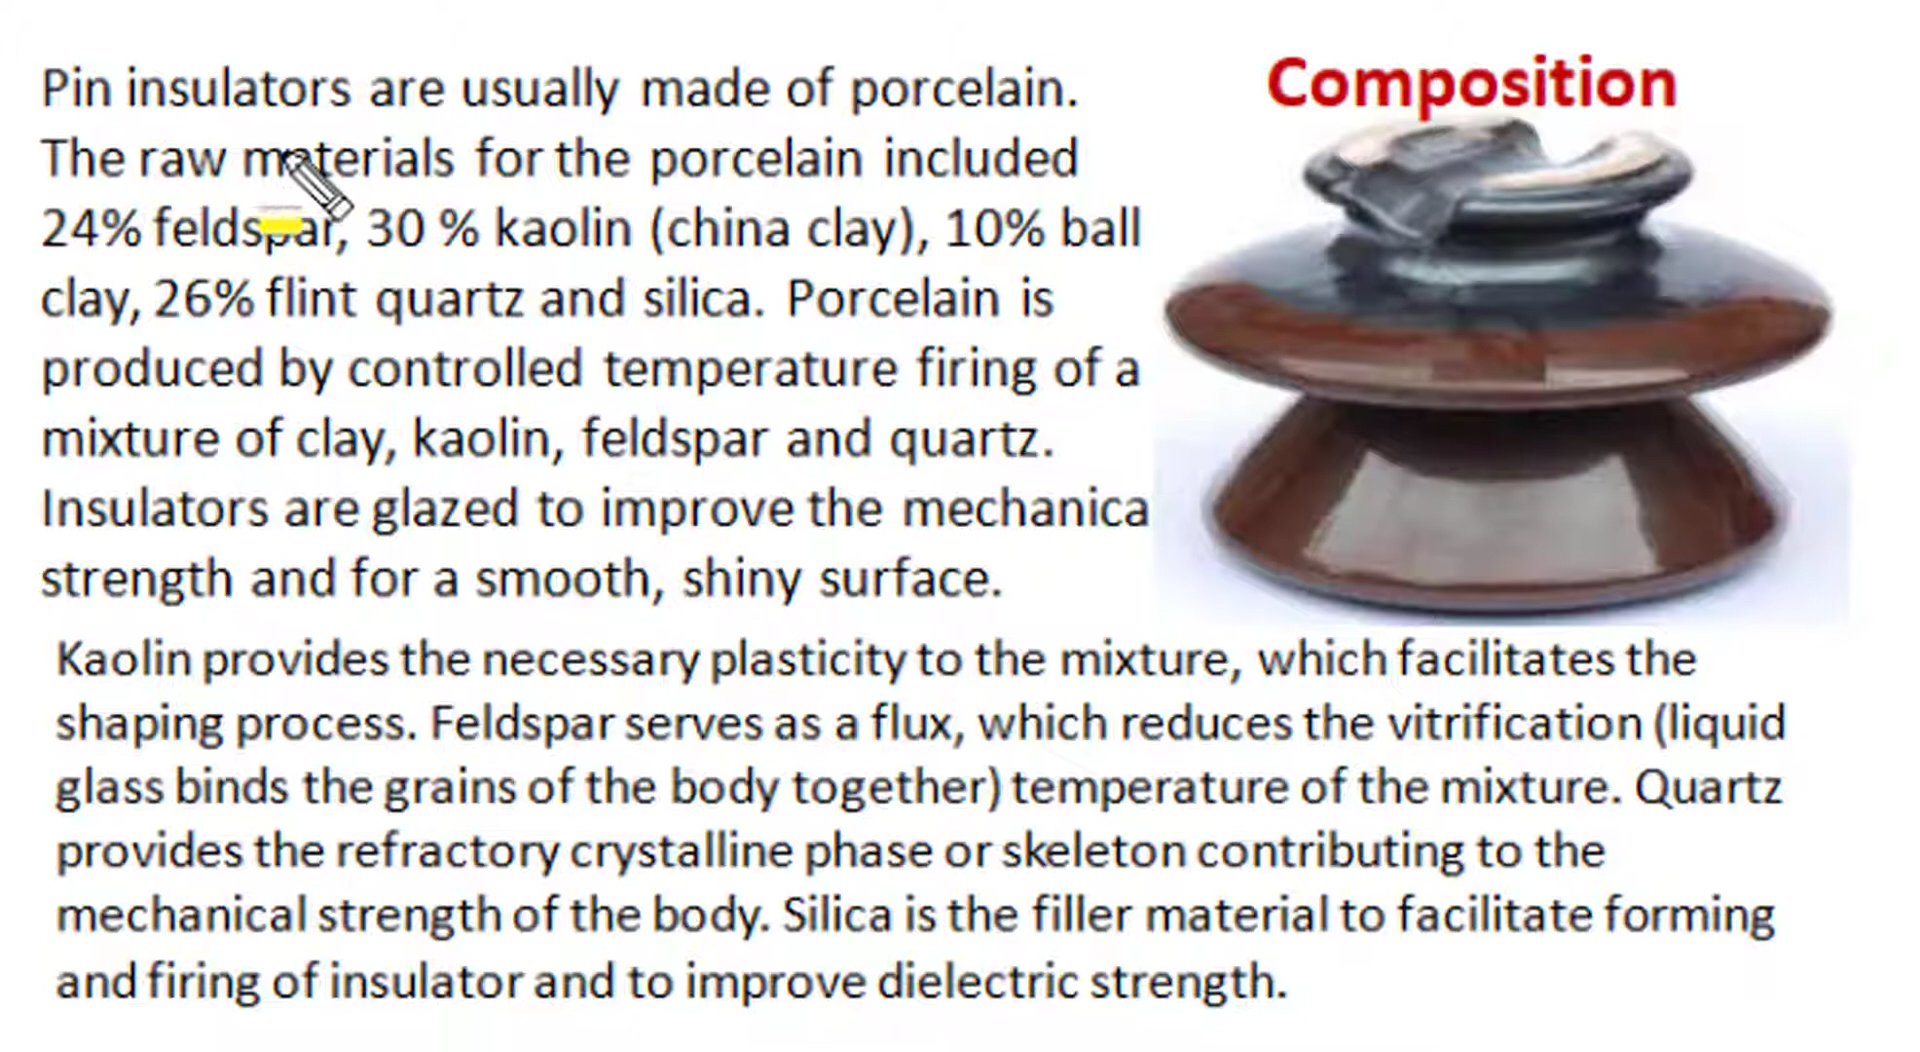 Composition
Pin insulators are usually made of porcelain.
The raw materials for the porcelain included
24% feldspar, 30 % kaolin (china clay), 10% ball
clay, 26% flint quartz and silica. Porcelain is
produced by controlled temperature firing of a
mixture of clay, kaolin, feldspar and quartz.
Insulators are glazed to improve the mechanica
strength and for a smooth, shiny surface.
Kaolin provides the necessary plasticity to the mixture, which facilitates the
shaping process. Feldspar serves as a flux, which reduces the vitrification (liquid
glass binds the grains of the body together) temperature of the mixture. Quartz
provides the refractory crystalline phase or skeleton contributing to the
mechanical strength of the body. Silica is the filler material to facilitate forming
and firing of insulator and to improve dielectric strength.